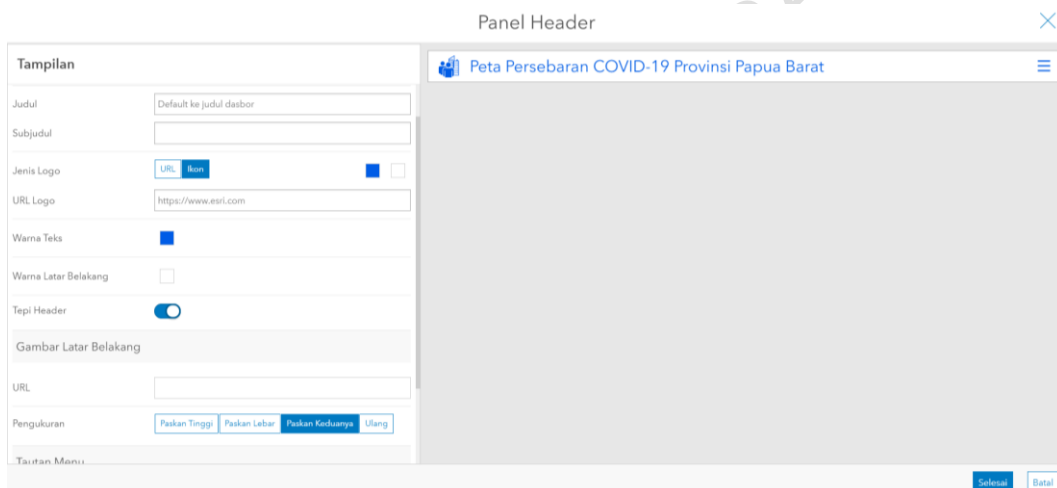 Panel Header
Tampilan
Peta Persebaran COVID-19 Provinsi Papua Barat
Judul
Default ke judul dasbor
Subjudul
Jenis Logo
URL Ikon
URL Logo
https://www.esri.com
Warna Teks
Warna Latar Belakang
Tepi Header
Gambar Latar Belakang
URL
Pengukuran
Paskan Tinggi Paskan Lebar Paskan Keduanya Ulang
Tautan Menu
Selesai Batal